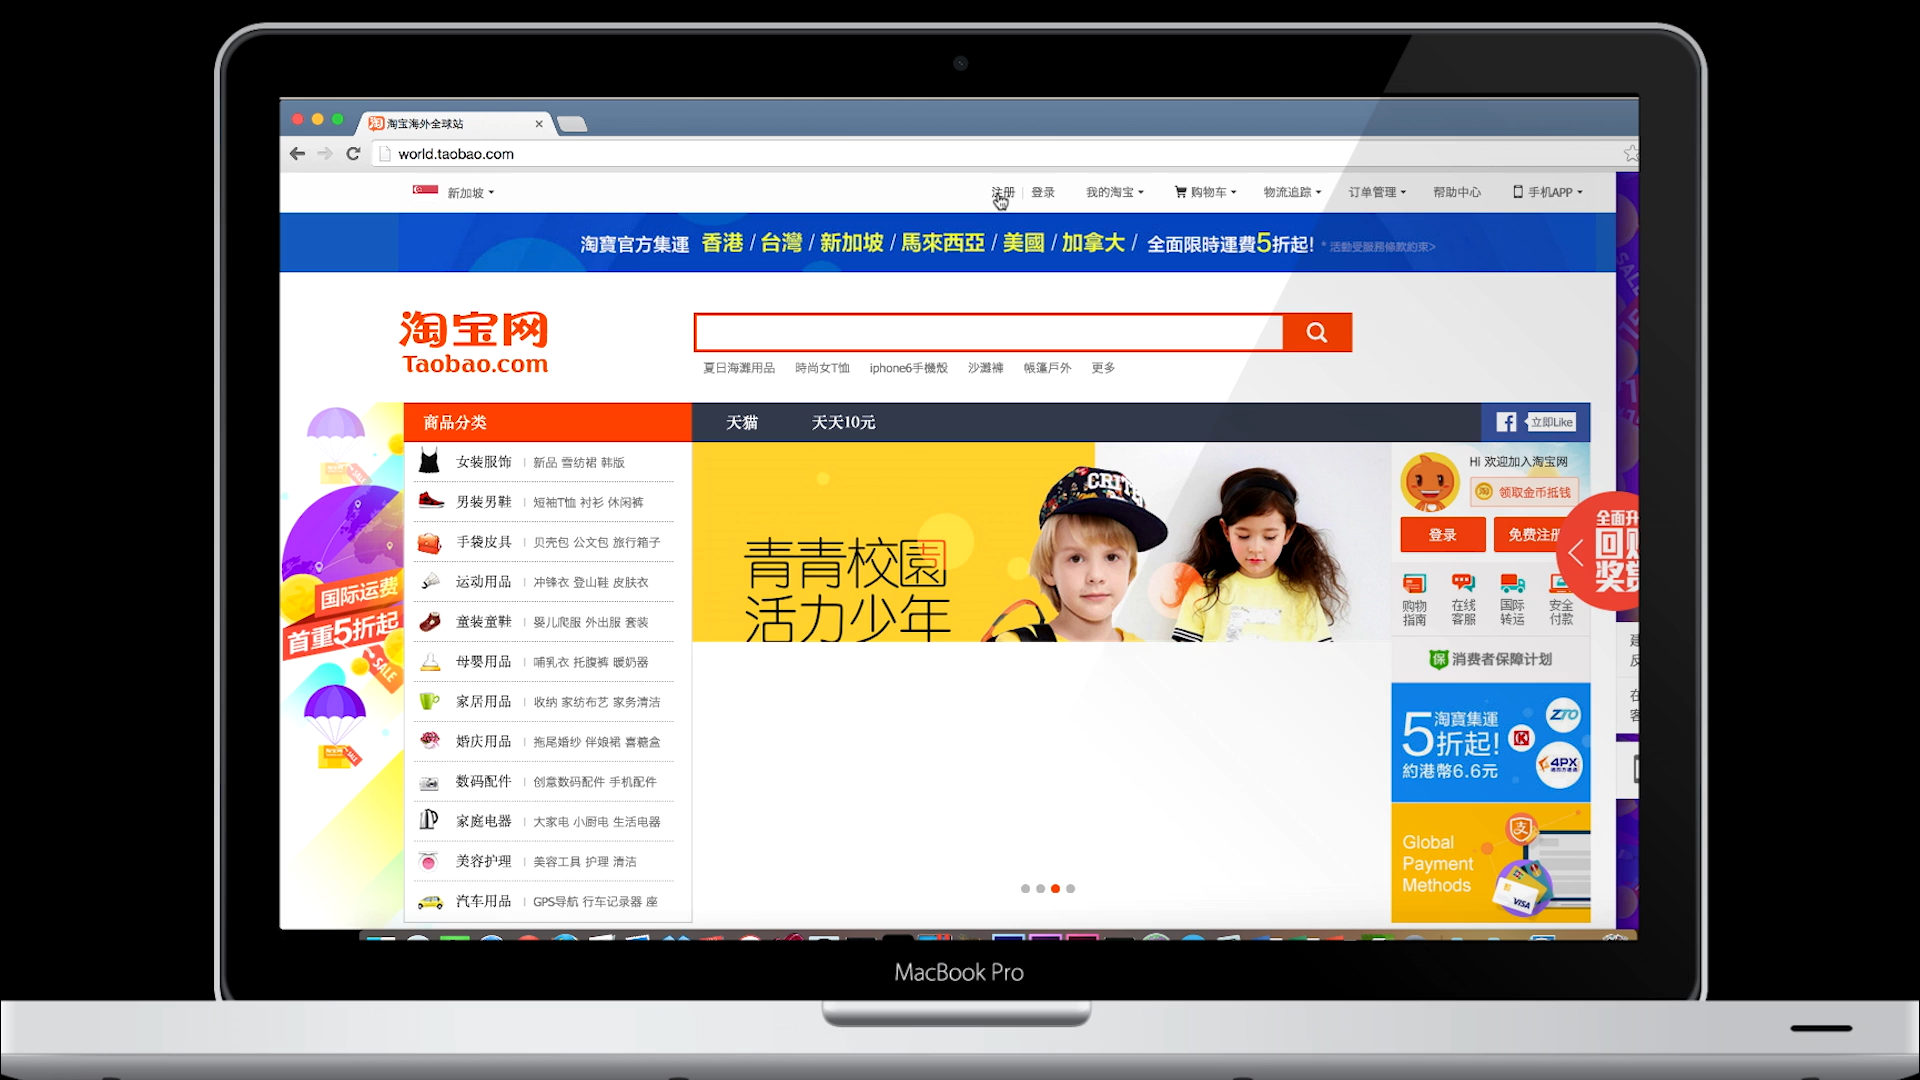 淘宝海外全球站
world.taobao.com
新加坡
注册 登录 我的淘宝 购物车 物流追踪 订单管理 帮助中心 手机APP
淘寶官方集運 香港 / 台灣 / 新加坡 / 馬來西亞 / 美國 / 加拿大 / 全面限時運費5折起! * 活動受服務條款約束>
淘宝网
Taobao.com
夏日海灘用品 時尚女T恤 iphone6手機殼 沙灘褲 帳篷戶外 更多
商品分类 天猫 天天10元 立即Like
女装服饰 新品 雪纺裙 韩版
男装男鞋 短袖T恤 衬衫 休闲裤
手袋皮具 贝壳包 公文包 旅行箱子
运动用品 冲锋衣 登山鞋 皮肤衣
童装童鞋 婴儿爬服 外出服 套装
母婴用品 哺乳衣 托腹裤 暖奶器
家居用品 收纳 家纺布艺 家务清洁
婚庆用品 拖尾婚纱 伴娘裙 喜糖盒
数码配件 创意数码配件 手机配件
家庭电器 大家电 小厨电 生活电器
美容护理 美容工具 护理 清洁
汽车用品 GPS导航 行车记录器 座
国际运费
首重5折起
SALE
青青校園
活力少年
Hi 欢迎加入淘宝网
领取金币抵钱
登录 免费注册
购物指南
在线客服
国际转运
安全付款
保 消费者保障计划
5折起!
淘寶集運
約港幣6.6元
ZTO
4PX
Global
Payment
Methods
支
VISA
全面升
回购
奖赏
MacBook Pro